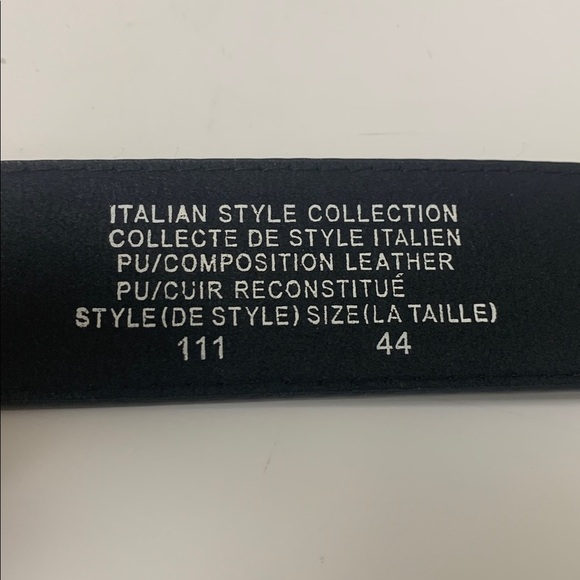 ITALIAN STYLE COLLECTION
COLLECTE DE STYLE ITALIEN
PU/COMPOSITION LEATHER
PU/CUIR RECONSTITUÉ
STYLE(DE STYLE) SIZE(LA TAILLE)
111 44